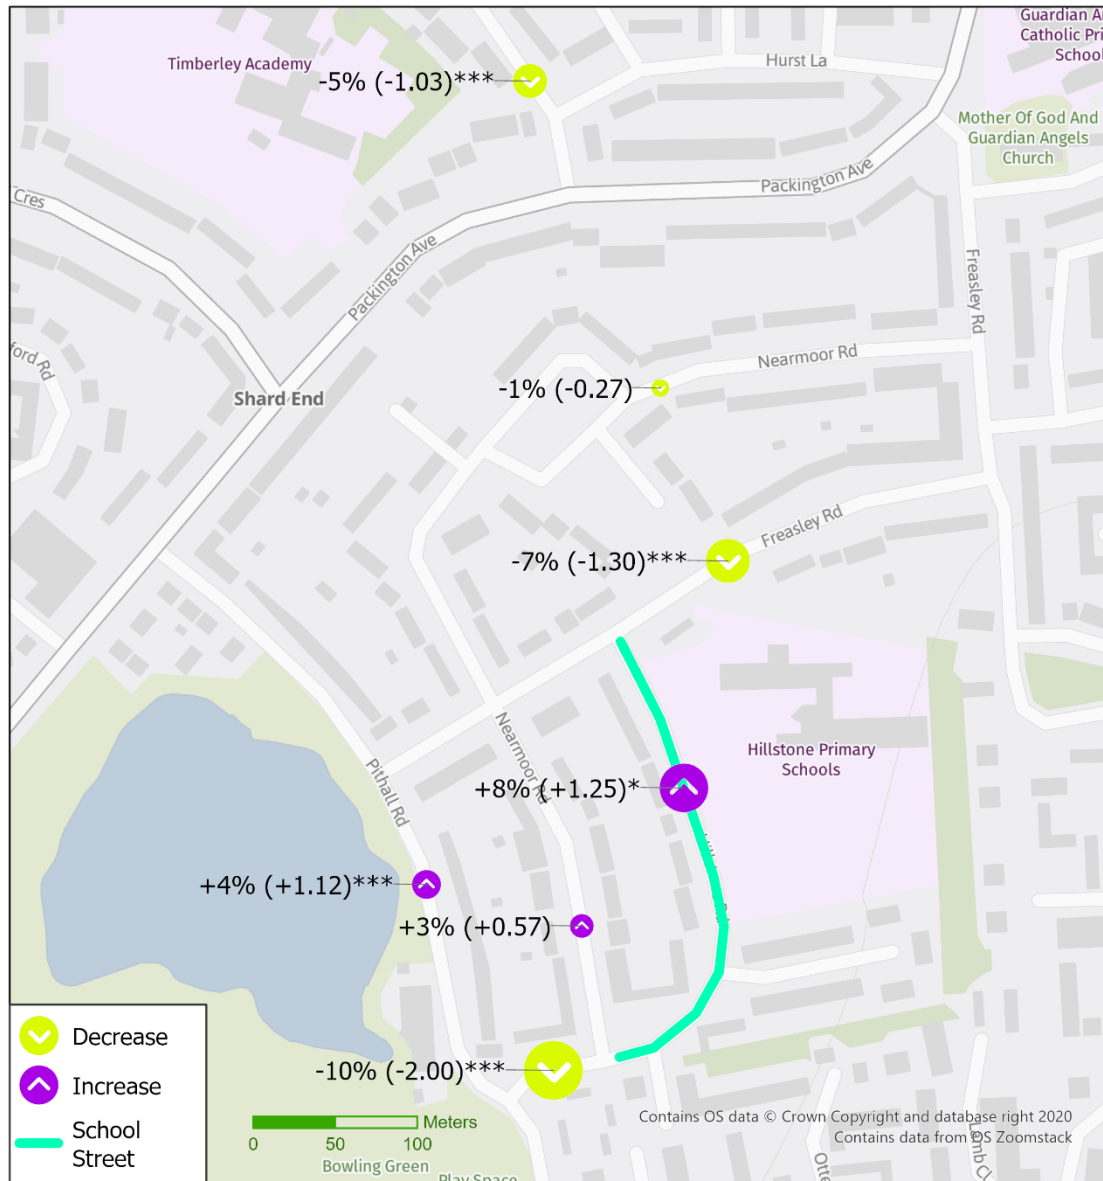 Guardian
Catholic
School
Timberley Academy
-5% (-1.03)***
Hurst La
Mother Of God And
Guardian Angels
Church
Packington Ave
Cres
Packington Ave
Freasley Rd
Nearmoor Rd
Shard End
-1% (-0.27)
Freasley Rd
-7% (-1.30)***
Nearmoor Rd
Hillstone Primary
Schools
Pithall Rd
+8% (+1.25)*
+4% (+1.12)***
+3% (+0.57)
-10% (-2.00)***
Decrease
Increase
School
Street
Meters
0 50 100
Bowling Green
Play Space
Contains OS data © Crown Copyright and database right 2020
Contains data from OS Zoomstack